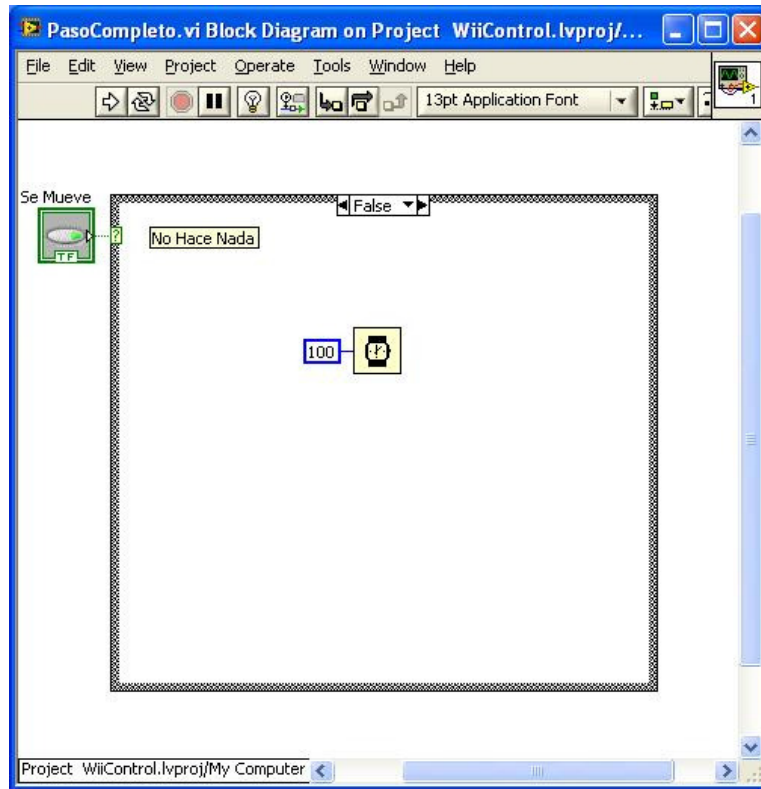 PasoCompleto.vi Block Diagram on Project WiiControl.lvproj/...
File Edit View Project Operate Tools Window Help
13pt Application Font
1
Se Mueve
False
?
No Hace Nada
TF
100
Project WiiControl.lvproj/My Computer